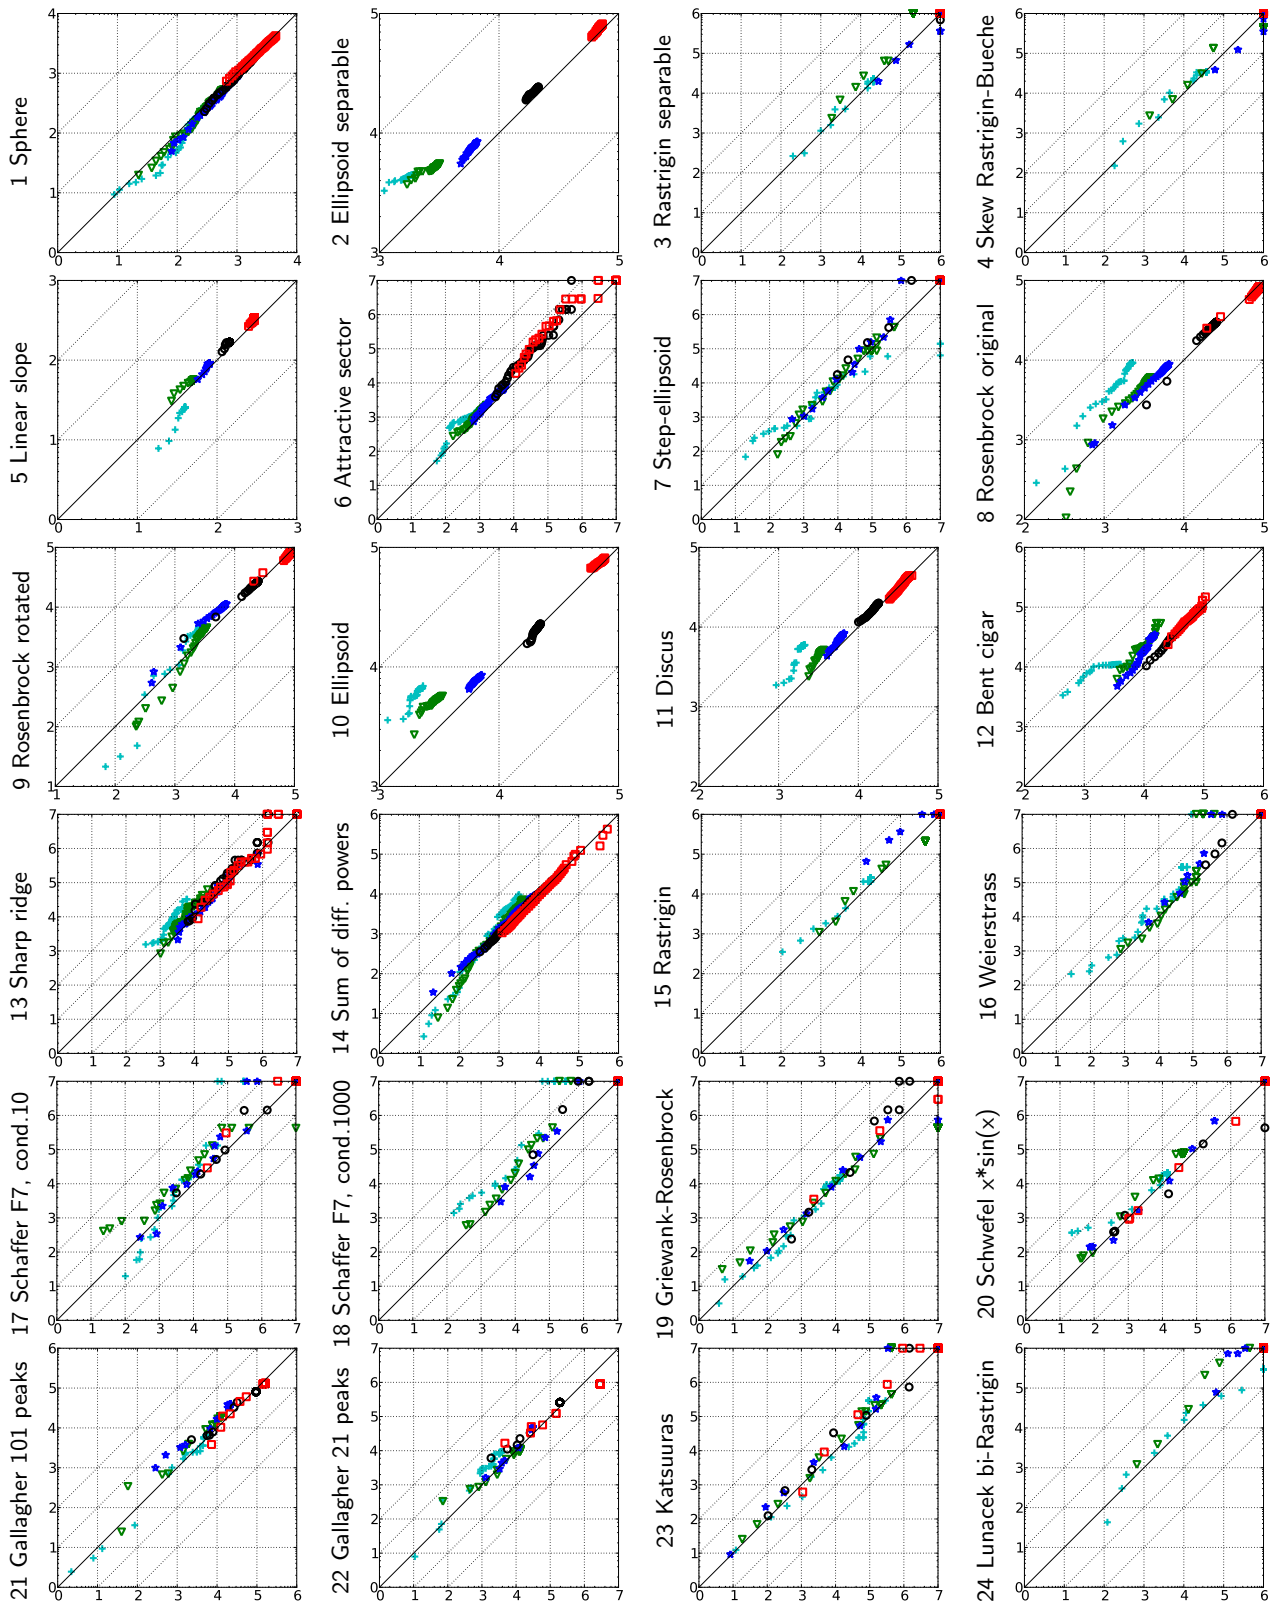 1 Sphere
2 Ellipsoid separable
3 Rastrigin separable
4 Skew Rastrigin-Bueche
5 Linear slope
6 Attractive sector
7 Step-ellipsoid
8 Rosenbrock original
9 Rosenbrock rotated
10 Ellipsoid
11 Discus
12 Bent cigar
13 Sharp ridge
14 Sum of diff. powers
15 Rastrigin
16 Weierstrass
17 Schaffer F7, cond.10
18 Schaffer F7, cond.1000
19 Griewank-Rosenbrock
20 Schwefel x*sin(x)
21 Gallagher 101 peaks
22 Gallagher 21 peaks
23 Katsuuras
24 Lunacek bi-Rastrigin